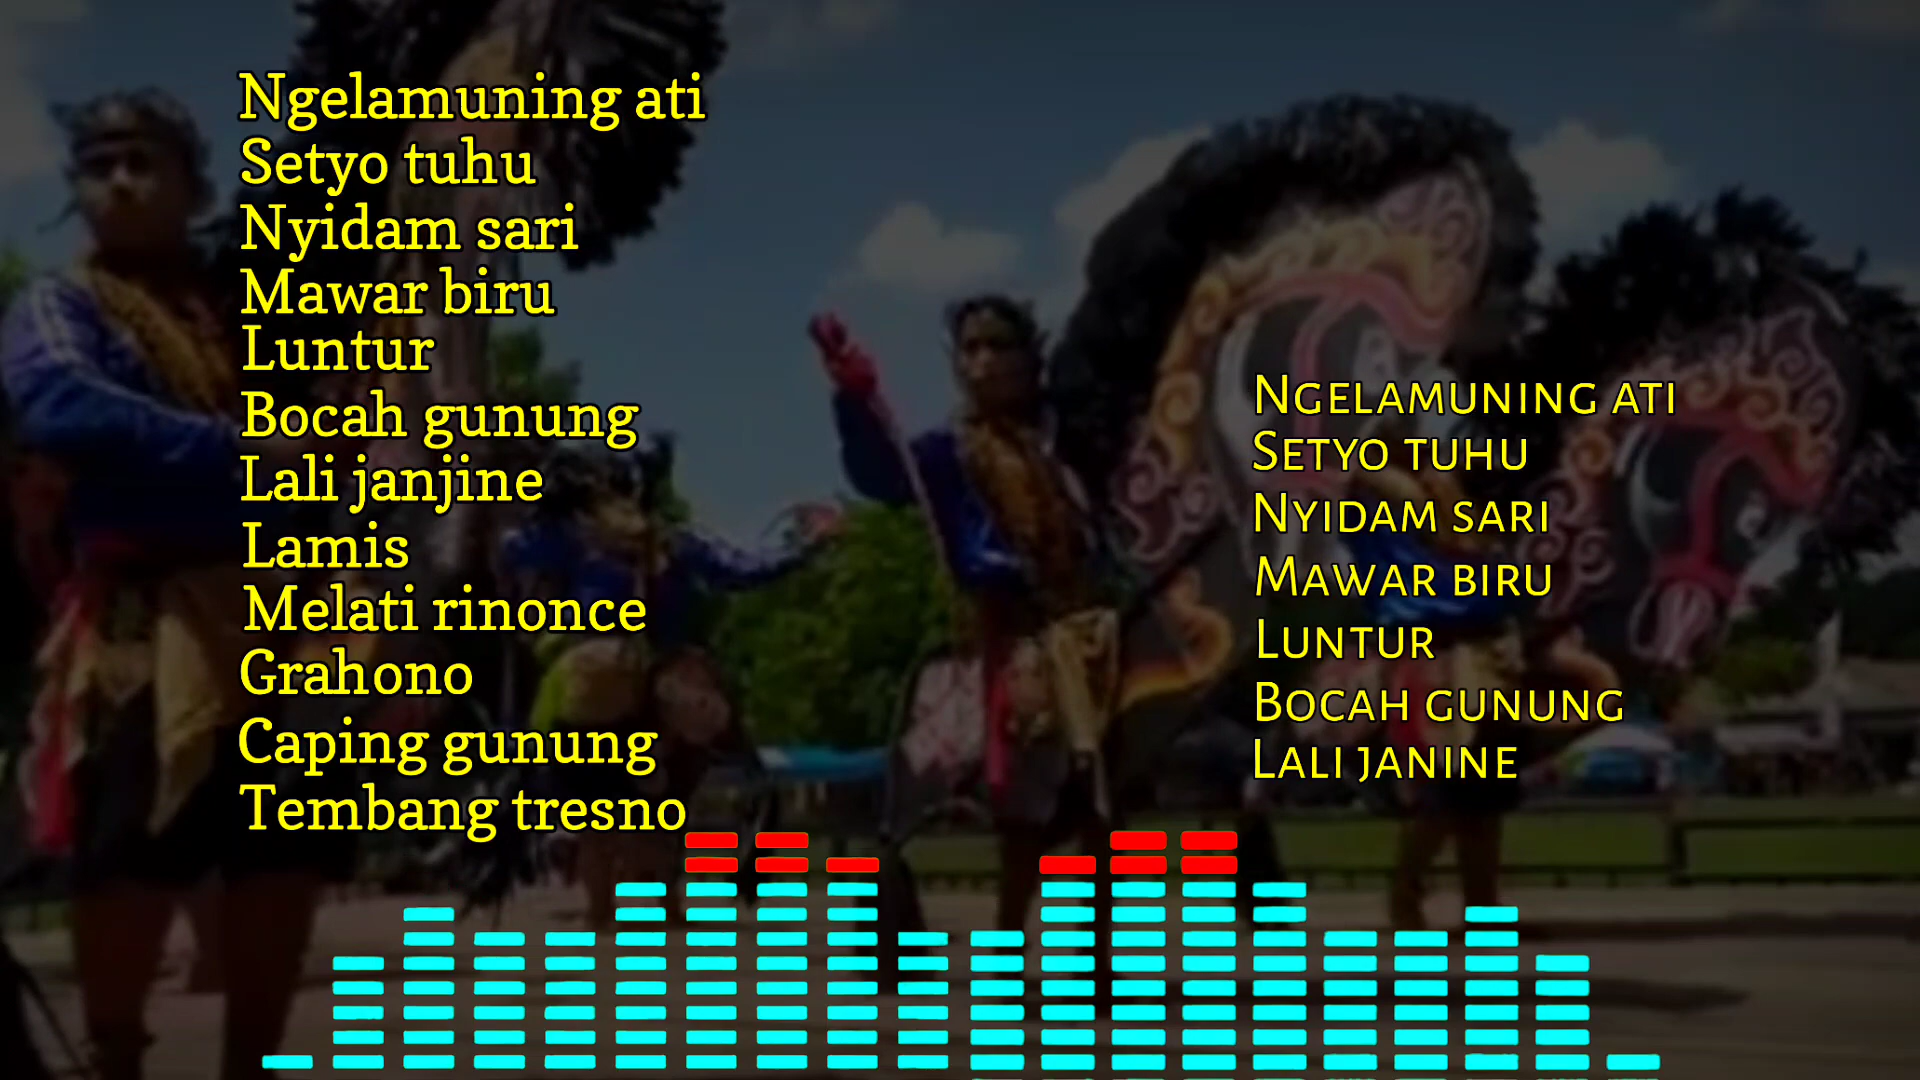 Ngelamuning ati
Setyo tuhu
Nyidam sari
Mawar biru
Luntur
Bocah gunung
Lali janjine
Lamis
Melati rinonce
Grahono
Caping gunung
Tembang tresno
Ngelamuning ati
Setyo tuhu
Nyidam sari
Mawar biru
Luntur
Bocah gunung
Lali janine